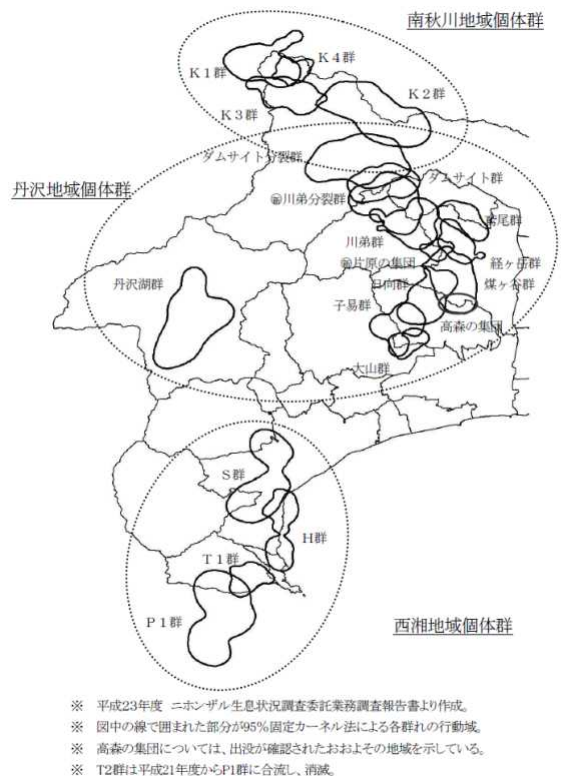 南秋川地域個体群
K4群
K1群
K2群
K3群
ダムサイト分裂群
丹沢地域個体群
ダムサイト群
川弟分裂群
鳶尾群
川弟群
片原の集団
経ヶ岳群
丹沢湖群
日向群
煤ヶ谷群
子易群
高森の集団
大山群
S群
H群
T1群
P1群
西湘地域個体群
※ 平成23年度 ニホンザル生息状況調査委託業務調査報告書より作成。
※ 図中の線で囲まれた部分が95%固定カーネル法による各群れの行動域。
※ 高森の集団については、出没が確認されたおおよその地域を示している。
※ T2群は平成21年度からP1群に合流し、消滅。